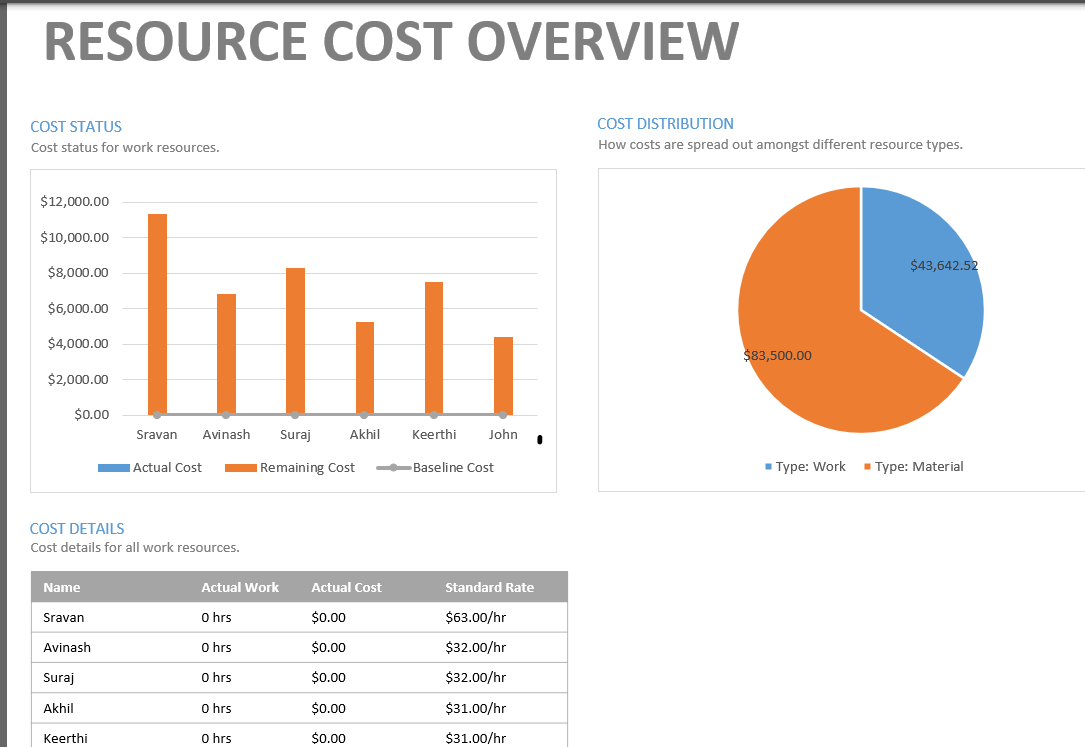 RESOURCE COST OVERVIEW
COST STATUS
Cost status for work resources.
$12,000.00
$10,000.00
$8,000.00
$6,000.00
$4,000.00
$2,000.00
$0.00
Sravan Avinash Suraj Akhil Keerthi John
Actual Cost Remaining Cost Baseline Cost
COST DISTRIBUTION
How costs are spread out amongst different resource types.
$43,642.52
$83,500.00
Type: Work Type: Material
COST DETAILS
Cost details for all work resources.
Name Actual Work Actual Cost Standard Rate
Sravan 0 hrs $0.00 $63.00/hr
Avinash 0 hrs $0.00 $32.00/hr
Suraj 0 hrs $0.00 $32.00/hr
Akhil 0 hrs $0.00 $31.00/hr
Keerthi 0 hrs $0.00 $31.00/hr